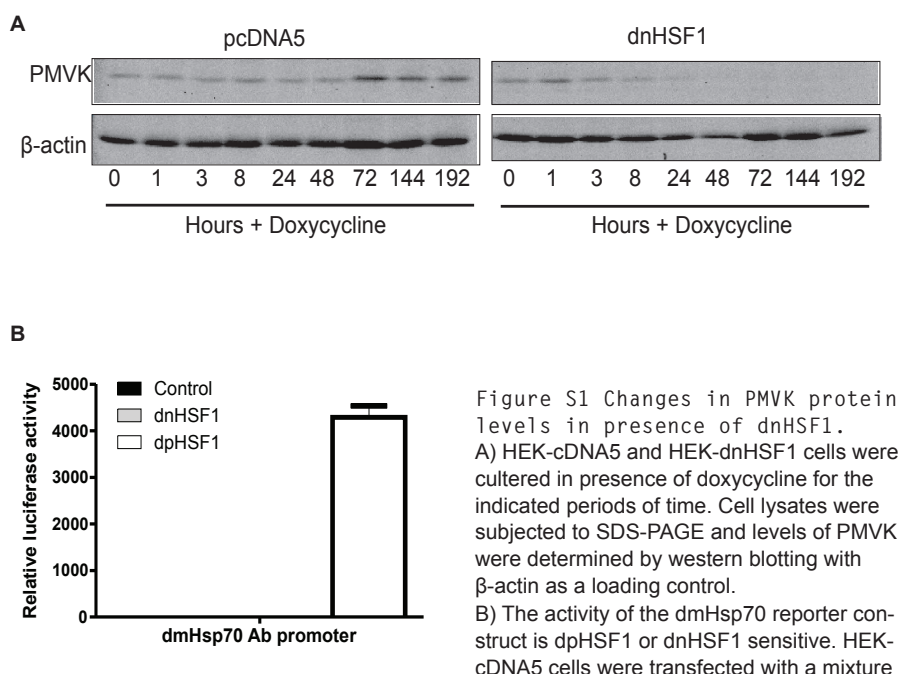 A
pcDNA5
dnHSF1
PMVK
β-actin
0 1 3 8 24 48 72 144 192
0 1 3 8 24 48 72 144 192
Hours + Doxycycline
Hours + Doxycycline
B
Relative luciferase activity
5000
4000
3000
2000
1000
0
Control
dnHSF1
dpHSF1
dmHsp70 Ab promoter
Figure S1 Changes in PMVK protein
levels in presence of dnHSF1.
A) HEK-cDNA5 and HEK-dnHSF1 cells were
cultered in presence of doxycycline for the
indicated periods of time. Cell lysates were
subjected to SDS-PAGE and levels of PMVK
were determined by western blotting with
β-actin as a loading control.
B) The activity of the dmHsp70 reporter con-
struct is dpHSF1 or dnHSF1 sensitive. HEK-
cDNA5 cells were transfected with a mixture